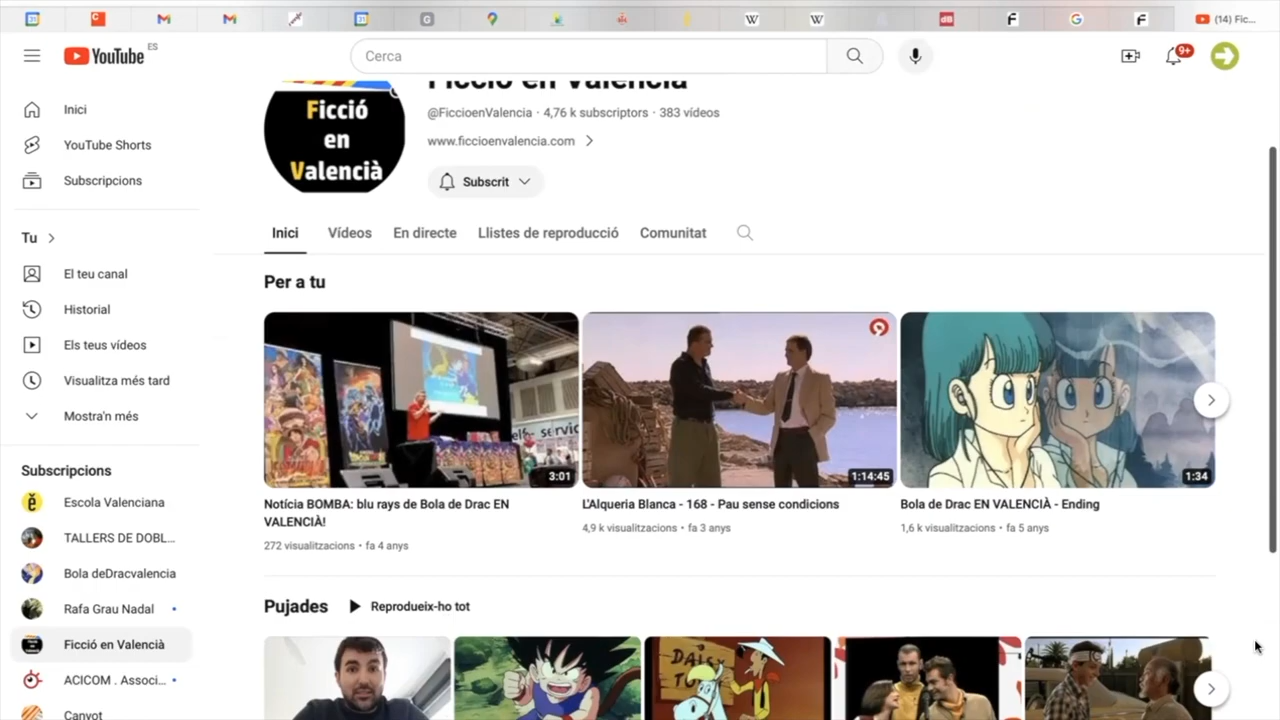 (14) Fic...
YouTube ES
Cerca
9+
Inici
YouTube Shorts
Subscripcions
Tu
El teu canal
Historial
Els teus vídeos
Visualitza més tard
Mostra'n més
Subscripcions
Escola Valenciana
TALLERS DE DOBL...
Bola deDracvalencia
Rafa Grau Nadal
Ficció en Valencià
ACICOM . Associ...
Canyot
Ficció en Valencià
Ficció
en
Valencià
@FiccioenValencia · 4,76 k subscriptors · 383 vídeos
www.ficcioenvalencia.com
Subscrit
Inici
Vídeos
En directe
Llistes de reproducció
Comunitat
Per a tu
3:01
1:14:45
1:34
Notícia BOMBA: blu rays de Bola de Drac EN
VALENCIÀ!
272 visualitzacions · fa 4 anys
L'Alqueria Blanca - 168 - Pau sense condicions
4,9 k visualitzacions · fa 3 anys
Bola de Drac EN VALENCIÀ - Ending
1,6 k visualitzacions · fa 5 anys
Pujades
Reprodueix-ho tot
DAISY